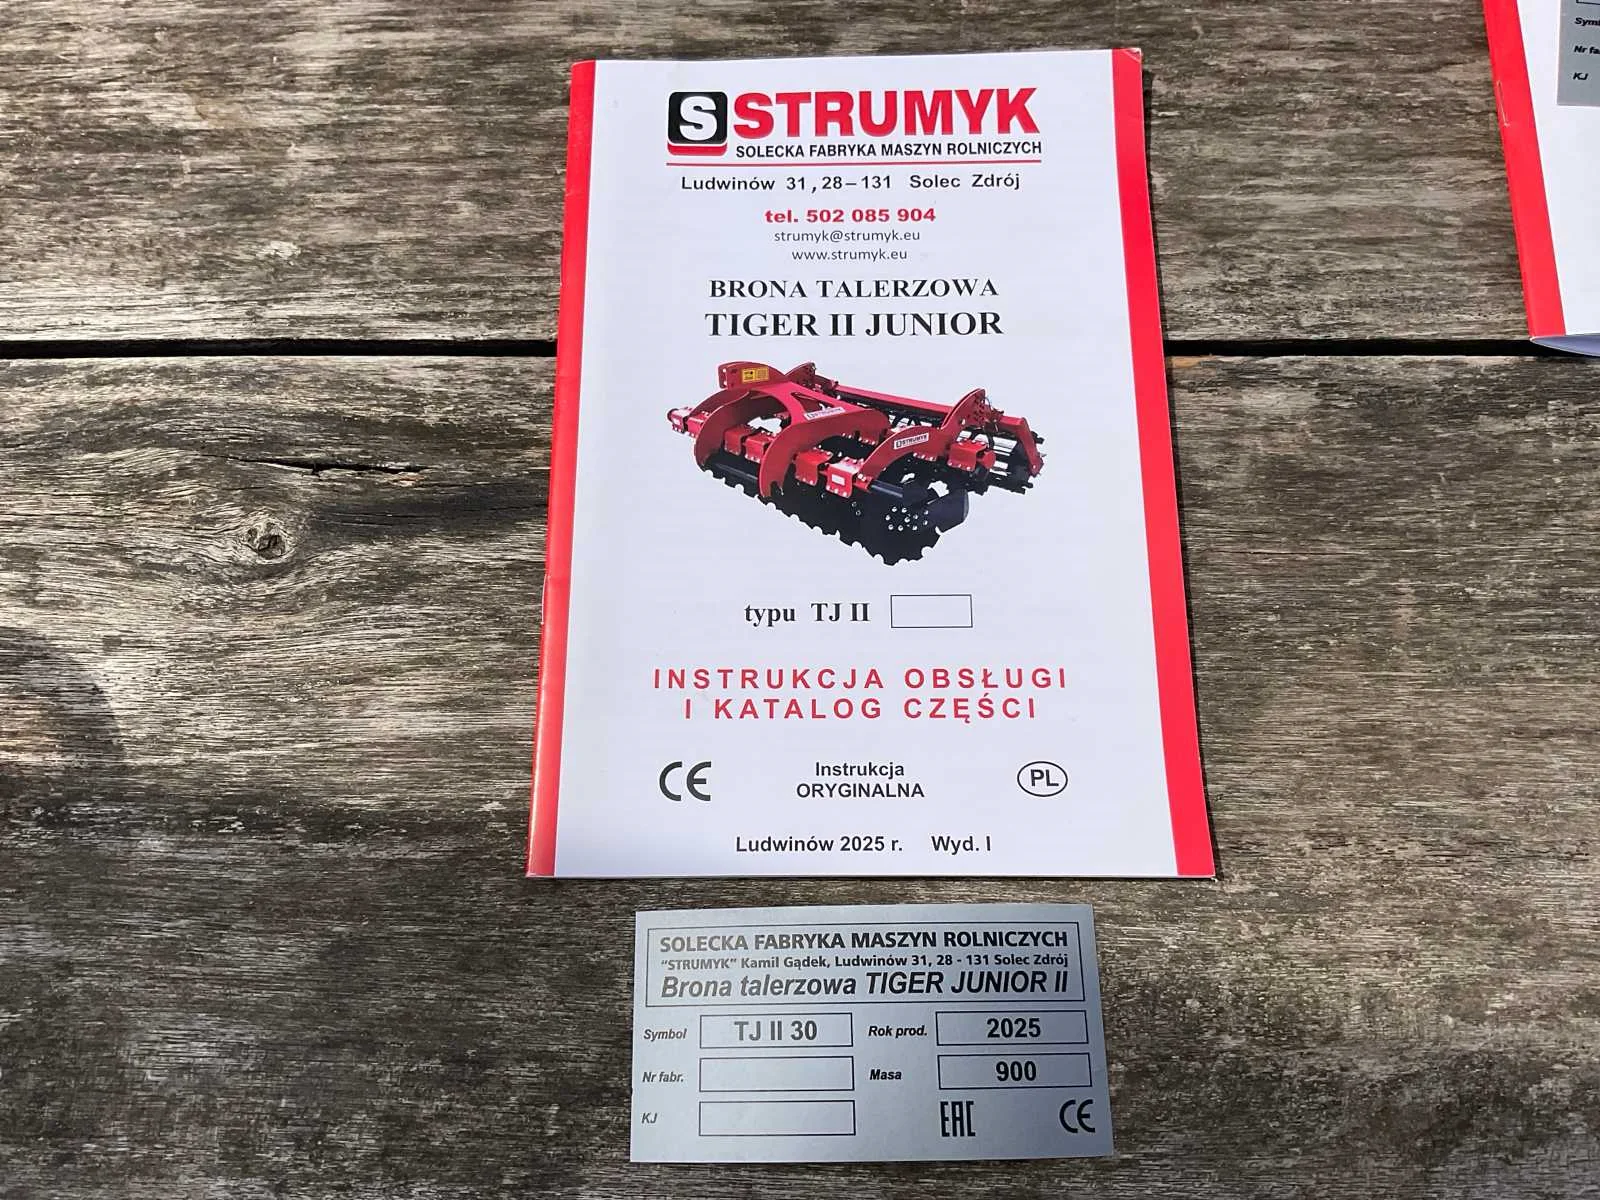 S STRUMYK
SOLECKA FABRYKA MASZYN ROLNICZYCH
Ludwinów 31, 28-131 Solec Zdrój
tel. 502 085 904
strumyk@strumyk.eu
www.strumyk.eu
BRONA TALERZOWA
TIGER II JUNIOR
STRUMYK
STRUMYK
typu TJ II
INSTRUKCJA OBSŁUGI
I KATALOG CZĘŚCI
CE Instrukcja PL
ORYGINALNA
Ludwinów 2025 r. Wyd. I
SOLECKA FABRYKA MASZYN ROLNICZYCH
"STRUMYK" Kamil Gądek, Ludwinów 31, 28 - 131 Solec Zdrój
Brona talerzowa TIGER JUNIOR II
Symbol TJ II 30 Rok prod. 2025
Nr fabr. Masa 900
KJ EAC CE
KJ